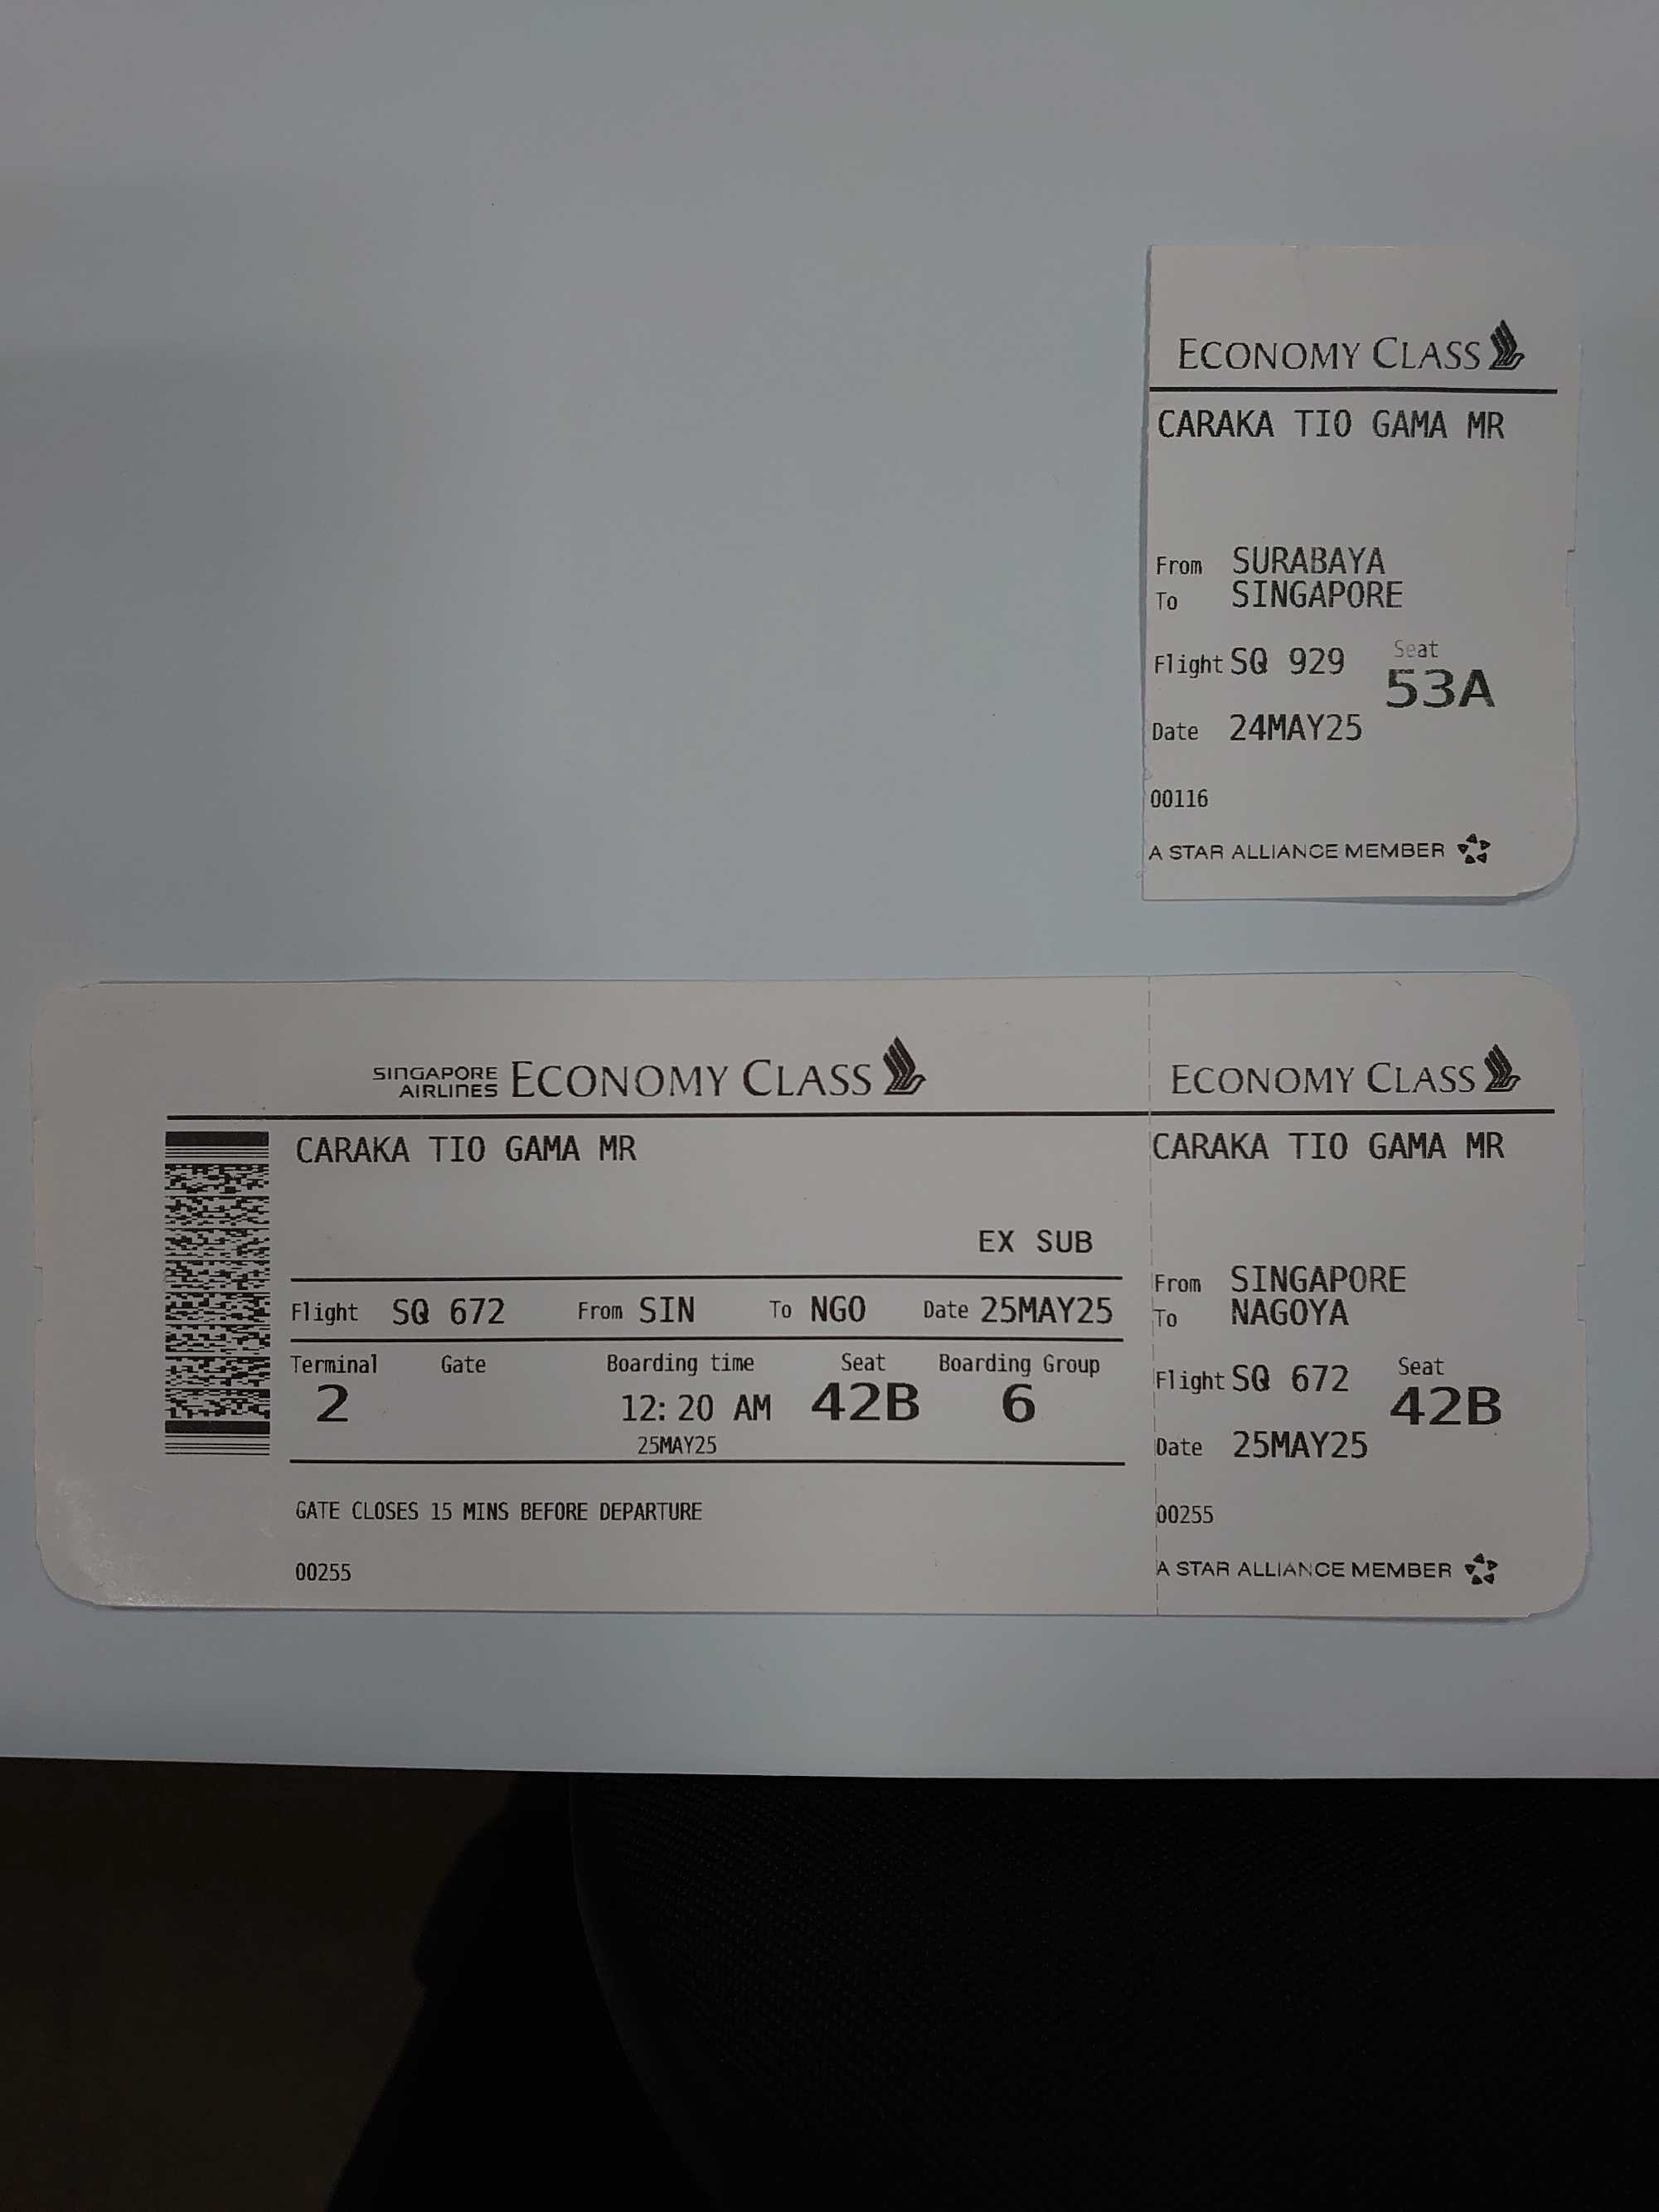 ECONOMY CLASS
CARAKA TIO GAMA MR
From SURABAYA
To SINGAPORE
Flight SQ 929 Seat 53A
Date 24MAY25
00116
A STAR ALLIANCE MEMBER
SINGAPORE AIRLINES ECONOMY CLASS
CARAKA TIO GAMA MR
EX SUB
Flight SQ 672 From SIN To NGO Date 25MAY25
Terminal Gate Boarding time Seat Boarding Group
2 12:20 AM 42B 6
25MAY25
GATE CLOSES 15 MINS BEFORE DEPARTURE
00255
ECONOMY CLASS
CARAKA TIO GAMA MR
From SINGAPORE
To NAGOYA
Flight SQ 672 Seat 42B
Date 25MAY25
00255
A STAR ALLIANCE MEMBER